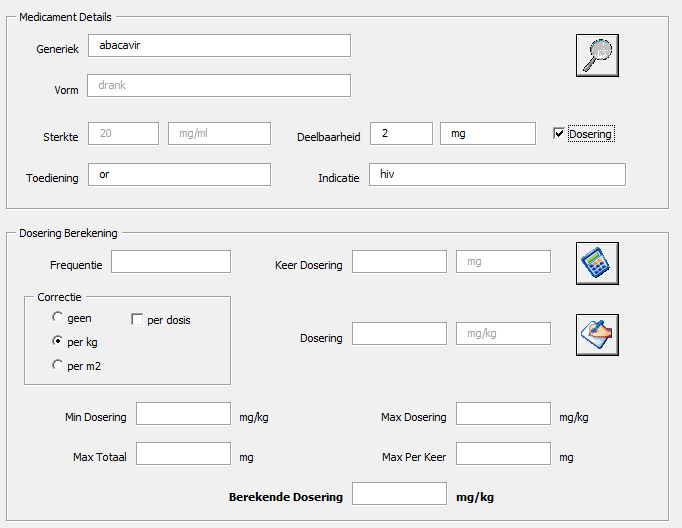 Medicament Details
Generiek abacavir
Vorm drank
Sterkte 20 mg/ml Deelbaarheid 2 mg Dosering
Toediening or Indicatie hiv
Dosering Berekening
Frequentie Keer Dosering mg
Correctie
geen per dosis
per kg
Dosering mg/kg
per m2
Min Dosering mg/kg Max Dosering mg/kg
Max Totaal mg Max Per Keer mg
Berekende Dosering mg/kg